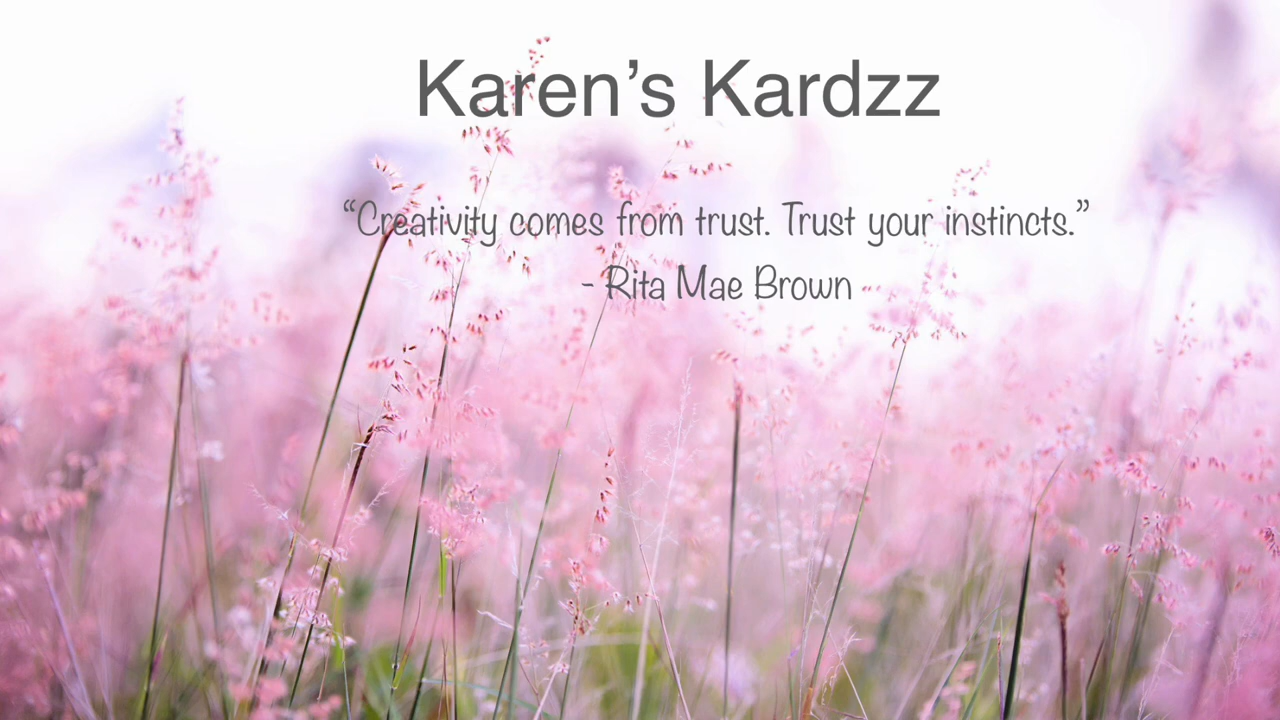 Karen’s Kardzz
“Creativity comes from trust. Trust your instincts.”
- Rita Mae Brown